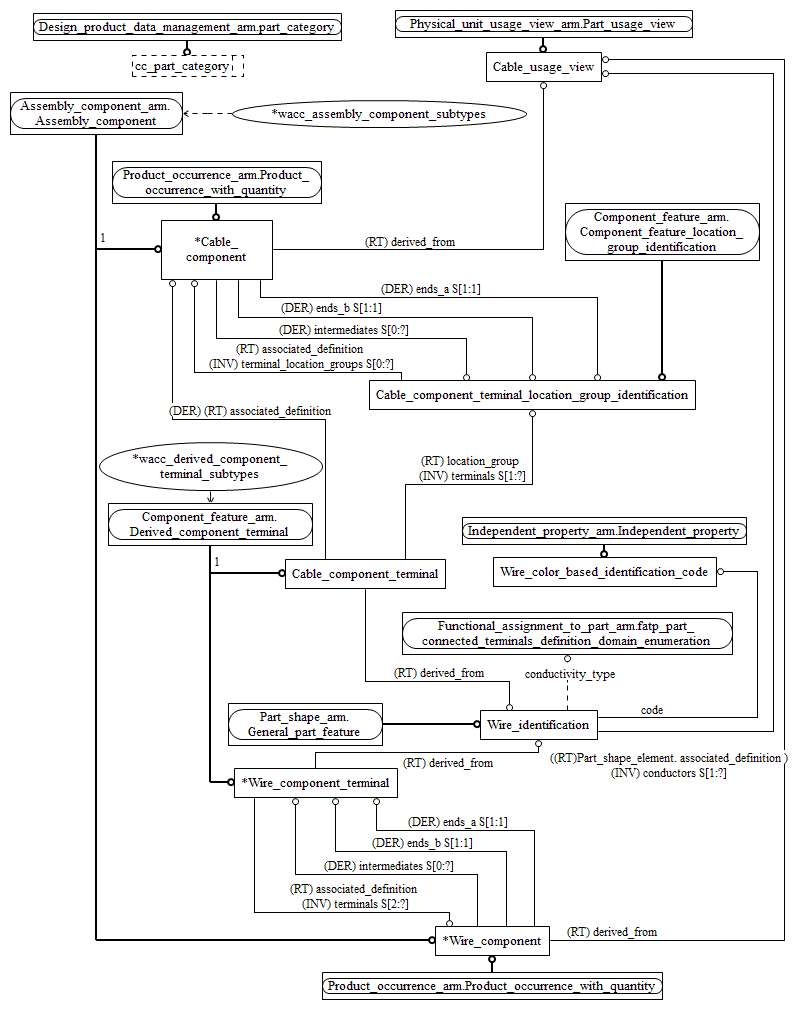 Design_product_data_management_arm.part_category
Physical_unit_usage_view_arm.Part_usage_view
cc_part_category
Cable_usage_view
Assembly_component_arm.
Assembly_component
*wacc_assembly_component_subtypes
Product_occurrence_arm.Product_
occurrence_with_quantity
Component_feature_arm.
Component_feature_location_
group_identification
1
*Cable_
component
(RT) derived_from
(DER) ends_a S[1:1]
(DER) ends_b S[1:1]
(DER) intermediates S[0:?]
(RT) associated_definition
(INV) terminal_location_groups S[0:?]
Cable_component_terminal_location_group_identification
(DER) (RT) associated_definition
*wacc_derived_component_
terminal_subtypes
(RT) location_group
(INV) terminals S[1:?]
Component_feature_arm.
Derived_component_terminal
Independent_property_arm.Independent_property
1
Cable_component_terminal
Wire_color_based_identification_code
Functional_assignment_to_part_arm.fatp_part_
connected_terminals_definition_domain_enumeration
(RT) derived_from
conductivity_type
Part_shape_arm.
General_part_feature
Wire_identification
code
(RT) derived_from
((RT)Part_shape_element. associated_definition )
(INV) conductors S[1:?]
*Wire_component_terminal
(DER) ends_a S[1:1]
(DER) ends_b S[1:1]
(DER) intermediates S[0:?]
(RT) associated_definition
(INV) terminals S[2:?]
*Wire_component
(RT) derived_from
Product_occurrence_arm.Product_occurrence_with_quantity